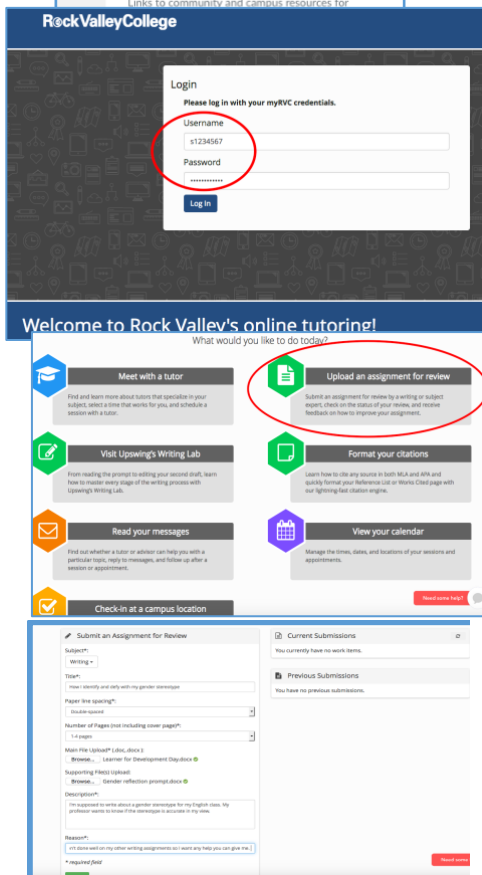 Links to community and campus resources for
RockValleyCollege
Login
Please log in with your myRVC credentials.
Username
s1234567
Password
••••••••••••
Log In
Welcome to Rock Valley's online tutoring!
What would you like to do today?
Meet with a tutor
Find and learn more about tutors that specialize in your
subject, select a time that works for you, and schedule a
session with a tutor.
Upload an assignment for review
Submit an assignment for review by a writing or subject
expert, check on the status of your review, and receive
feedback on how to improve your assignment.
Visit Upswing's Writing Lab
From reading the prompt to editing your second draft, learn
how to master every stage of the writing process with
Upswing's Writing Lab.
Format your citations
Learn how to cite any source in both MLA and APA and
quickly format your Reference List or Works Cited page with
our lightning-fast citation engine.
Read your messages
Find out whether a tutor or advisor can help you with a
particular topic, reply to messages, and follow up after a
session or appointment.
View your calendar
Manage the times, dates, and locations of your sessions and
appointments.
Check-in at a campus location
Need some help?
Submit an Assignment for Review
Subject*:
Writing
Title*:
How I identify and defy with my gender stereotype
Paper line spacing*:
Double-spaced
Number of Pages (not including cover page)*:
1-4 pages
Main File Upload* (.doc,.docx ):
Browse... Learner for Development Day.docx
Supporting File(s) Upload:
Browse... Gender reflection prompt.docx
Description*:
I'm supposed to write about a gender stereotype for my English class. My
professor wants to know if the stereotype is accurate in my view.
Reason*:
n't done well on my other writing assignments so I want any help you can give me.
* required field
Current Submissions
You currently have no work items.
Previous Submissions
You have no previous submissions.
Need some